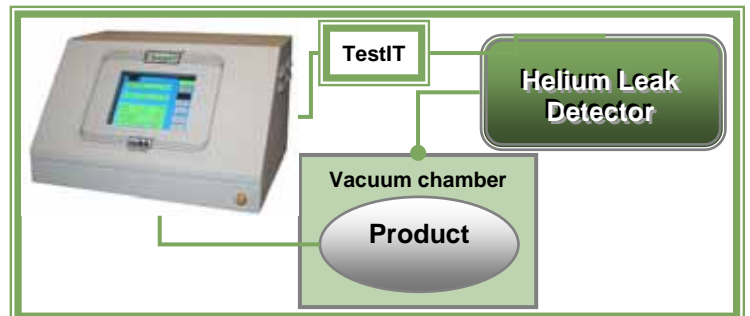 TestIT
Helium Leak
Detector
Vacuum chamber
Product